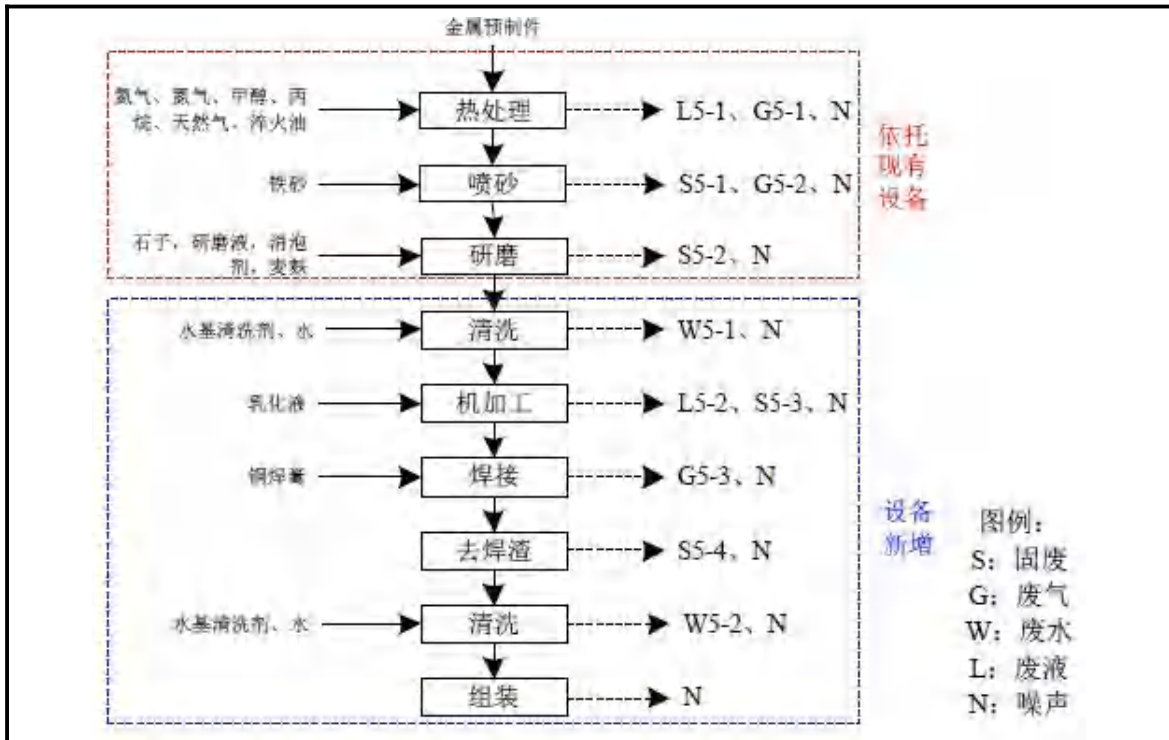 金属预制件
氨气、氮气、甲醇、丙
烷、天然气、淬火油
热处理
L5-1、G5-1、N
铁砂
喷砂
S5-1、G5-2、N
石子，研磨液，消泡
剂，麦麸
研磨
S5-2、N
依托
现有
设备
水基清洗剂、水
清洗
W5-1、N
乳化液
机加工
L5-2、S5-3、N
铜焊膏
焊接
G5-3、N
去焊渣
S5-4、N
水基清洗剂、水
清洗
W5-2、N
组装
N
设备
新增
图例：
S：固废
G：废气
W：废水
L：废液
N：噪声